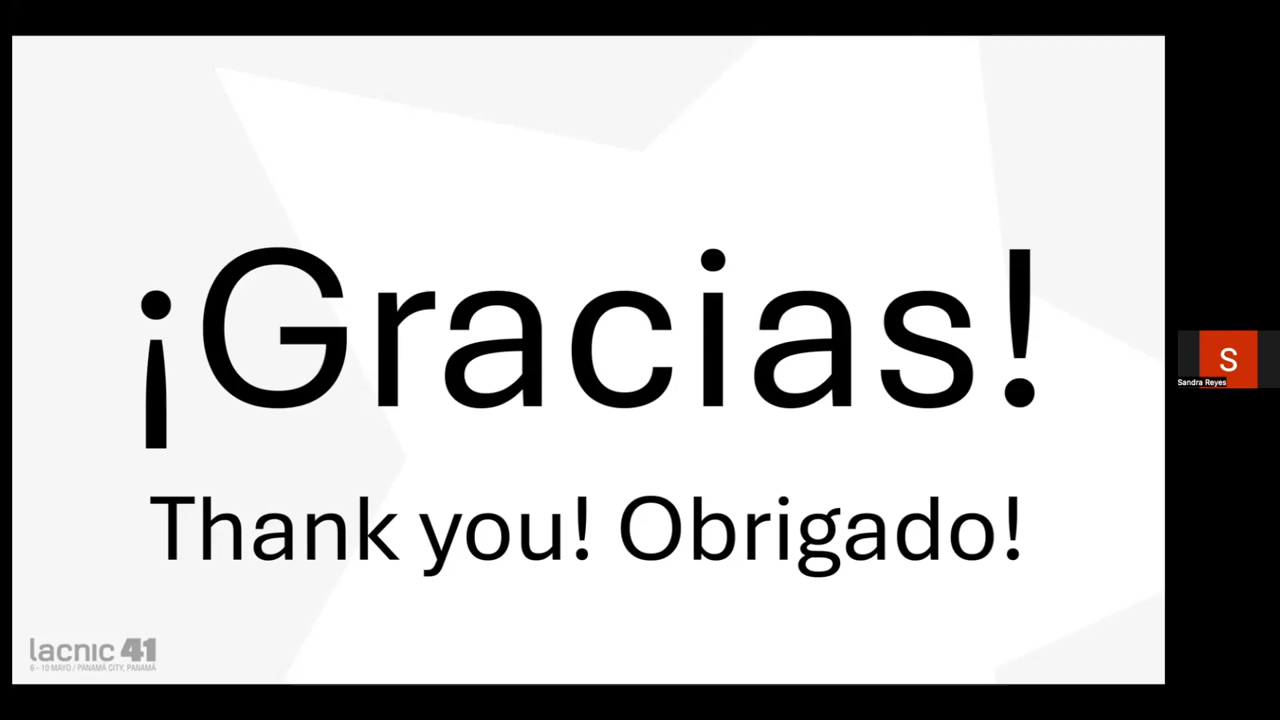 ¡Gracias!
Thank you! Obrigado!
lacnic 41
6 - 10 MAYO / PANAMÁ CITY, PANAMÁ
S
Sandra Reyes